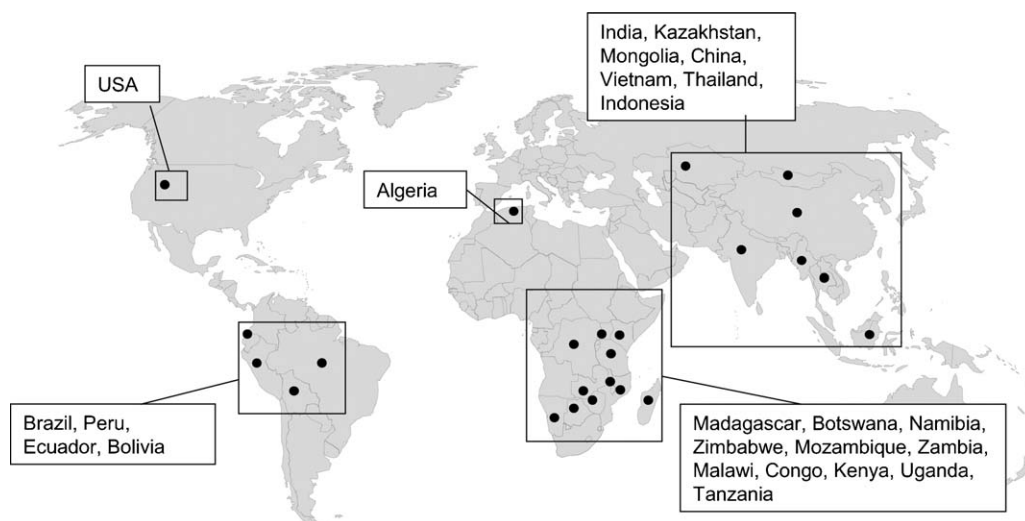 India, Kazakhstan,
Mongolia, China,
Vietnam, Thailand,
Indonesia
USA
Algeria
Brazil, Peru,
Ecuador, Bolivia
Madagascar, Botswana, Namibia,
Zimbabwe, Mozambique, Zambia,
Malawi, Congo, Kenya, Uganda,
Tanzania